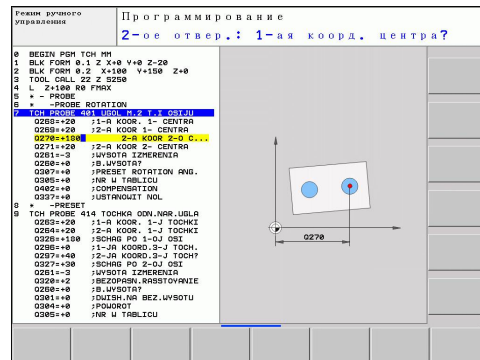 Режим ручного
управления
Программирование
2-ое отвер.: 1-ая коорд. центра?
0 BEGIN PGM TCH MM
1 BLK FORM 0.1 Z X+0 Y+0 Z-20
2 BLK FORM 0.2 X+100 Y+150 Z+0
3 TOOL CALL 22 Z S250
4 L Z+100 R0 FMAX
5 * - PROBE
6 * -PROBE ROTATION
7 TCH PROBE 401 UGOL M.2 T.I OSIJU
Q268=+20 ;1-A KOOR. 1- CENTRA
Q269=+20 ;2-A KOOR 1- CENTRA
Q270=+180 2-A KOOR 2-O C...
Q271=+20 ;2-A KOOR 2- CENTRA
Q261=-3 ;WYSOTA IZMERENIA
Q260=+0 ;B.WYSOTA?
Q307=+0 ;PRESET ROTATION ANG.
Q305=+0 ;NR W TABLICU
Q402=+0 ;COMPENSATION
Q337=+0 ;USTANOWIT NOL
8 * -PRESET
9 TCH PROBE 414 TOCHKA ODN.NAR.UGLA
Q263=+20 ;1-A KOOR. 1-J TOCHKI
Q264=+20 ;2-A KOOR. 1-J TOCHKI
Q326=+180 ;SCHAG PO 1-OJ OSI
Q296=+0 ;1-JA KOORD.3-J TOCH.
Q297=+40 ;2-JA KOORD.3-J TOCH?
Q327=+30 ;SCHAG PO 2-OJ OSI
Q261=-3 ;WYSOTA IZMERENIA
Q320=+2 ;BEZOPASN.RASSTOYANIE
Q260=+0 ;B.WYSOTA?
Q301=+0 ;DWISH.NA BEZ.WYSOTU
Q304=+0 ;POWOROT
Q305=+0 ;NR W TABLICU
Q270